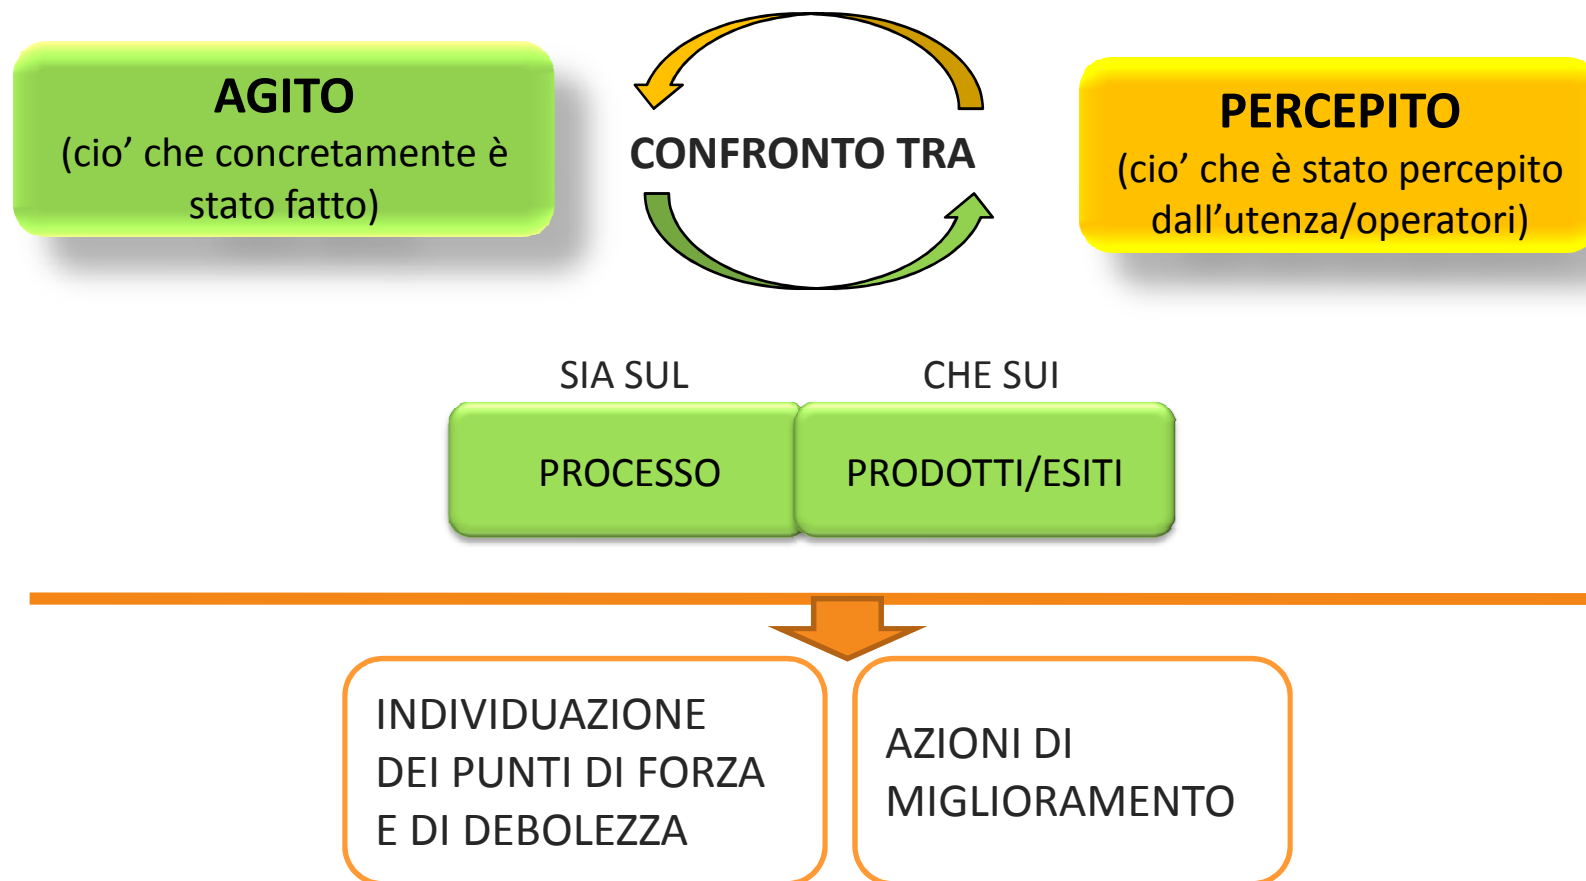 AGITO
(cio’ che concretamente è
stato fatto)
CONFRONTO TRA
PERCEPITO
(cio’ che è stato percepito
dall’utenza/operatori)
SIA SUL
CHE SUI
PROCESSO
PRODOTTI/ESITI
INDIVIDUAZIONE
DEI PUNTI DI FORZA
E DI DEBOLEZZA
AZIONI DI
MIGLIORAMENTO